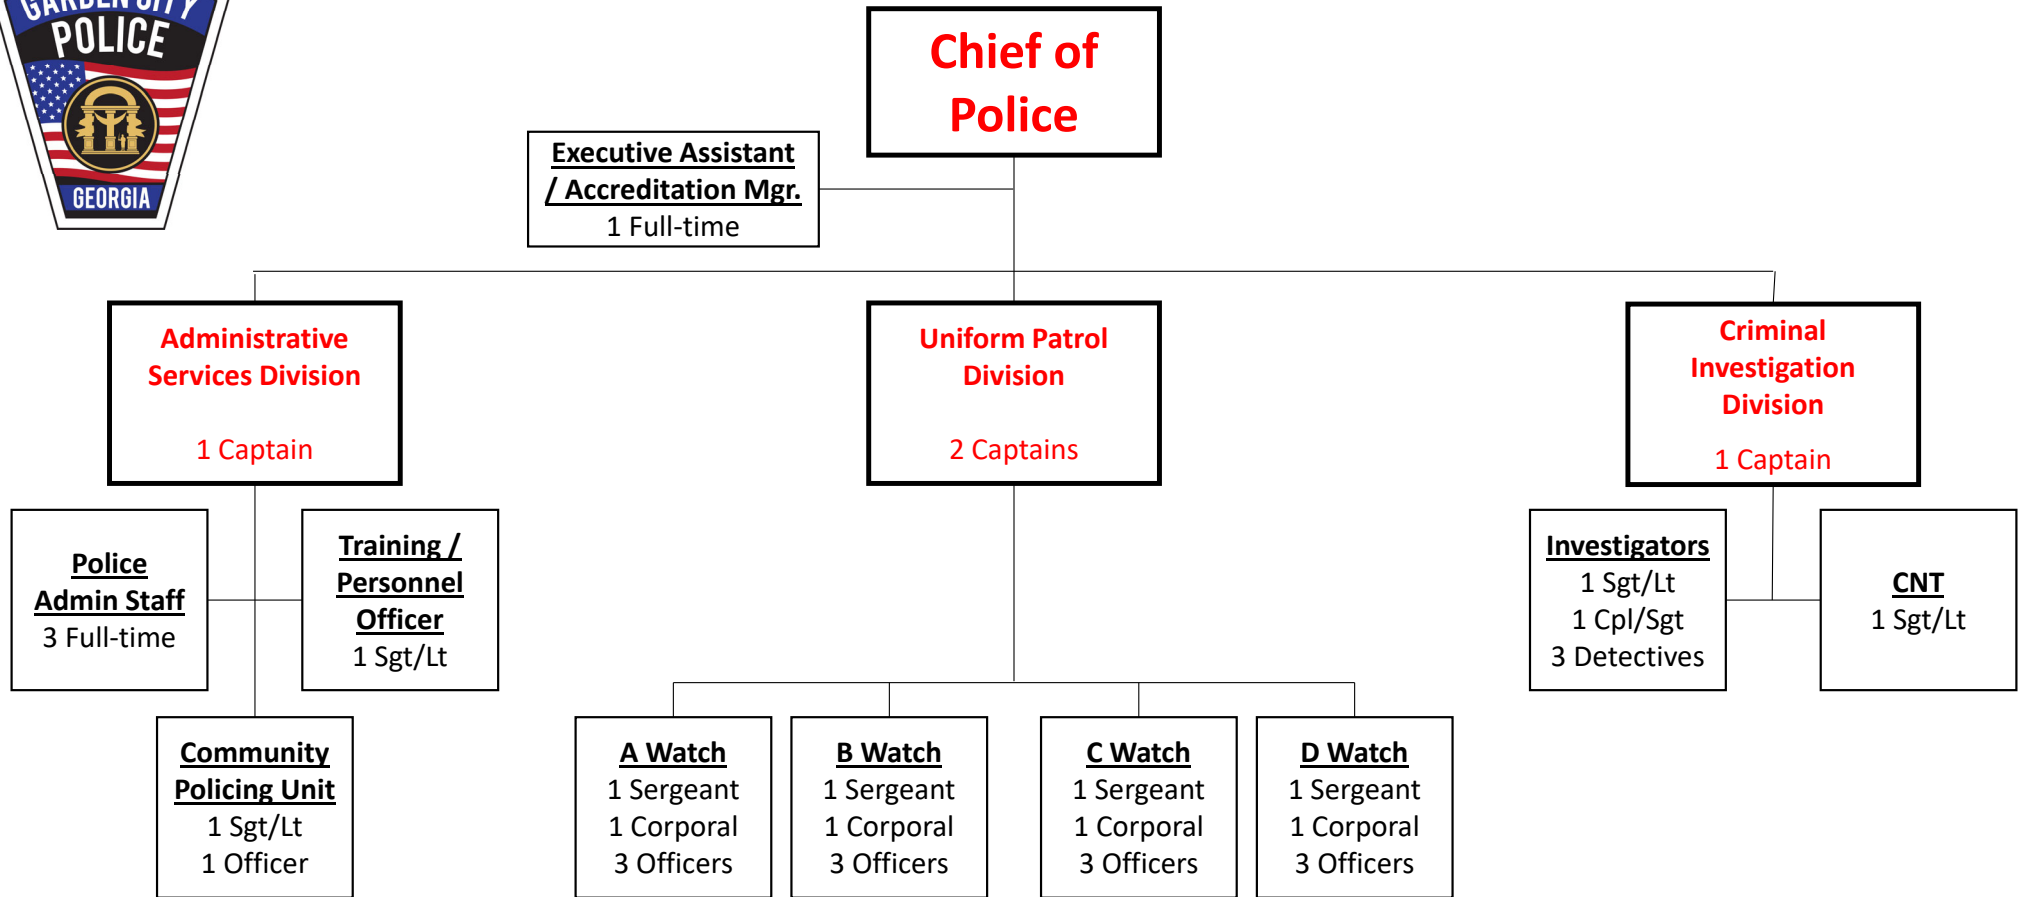 GARDEN CITY
POLICE
GEORGIA
Chief of
Police
Executive Assistant
/ Accreditation Mgr.
1 Full-time
Administrative
Services Division
1 Captain
Uniform Patrol
Division
2 Captains
Criminal
Investigation
Division
1 Captain
Police
Admin Staff
3 Full-time
Training /
Personnel
Officer
1 Sgt/Lt
Investigators
1 Sgt/Lt
1 Cpl/Sgt
3 Detectives
CNT
1 Sgt/Lt
Community
Policing Unit
1 Sgt/Lt
1 Officer
A Watch
1 Sergeant
1 Corporal
3 Officers
B Watch
1 Sergeant
1 Corporal
3 Officers
C Watch
1 Sergeant
1 Corporal
3 Officers
D Watch
1 Sergeant
1 Corporal
3 Officers